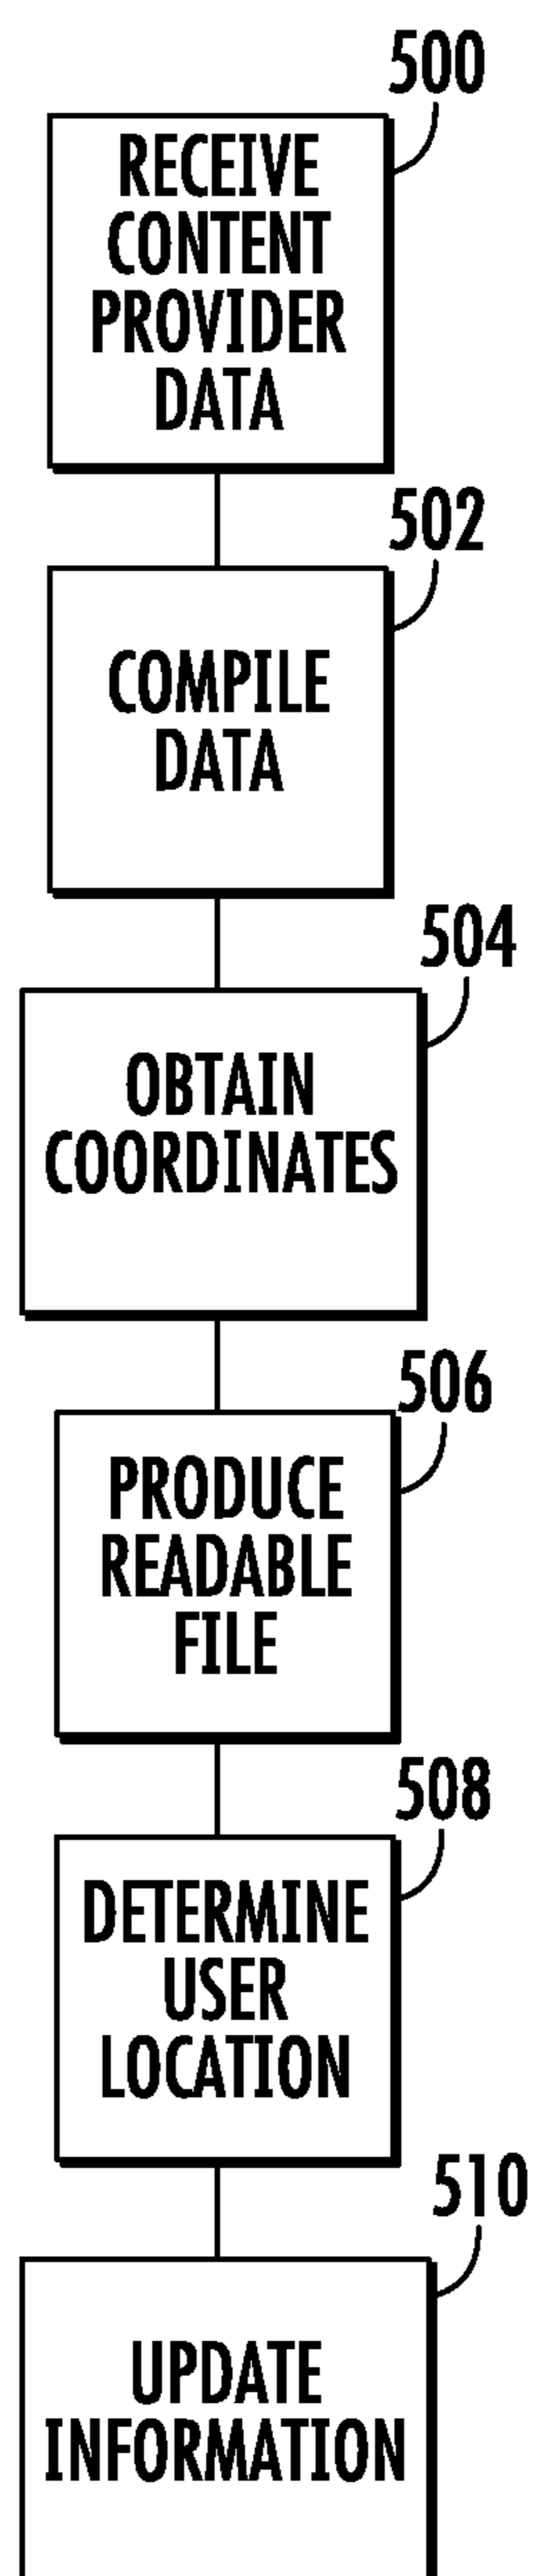 500
RECEIVE
CONTENT
PROVIDER
DATA
502
COMPILE
DATA
504
OBTAIN
COORDINATES
506
PRODUCE
READABLE
FILE
508
DETERMINE
USER
LOCATION
510
UPDATE
INFORMATION